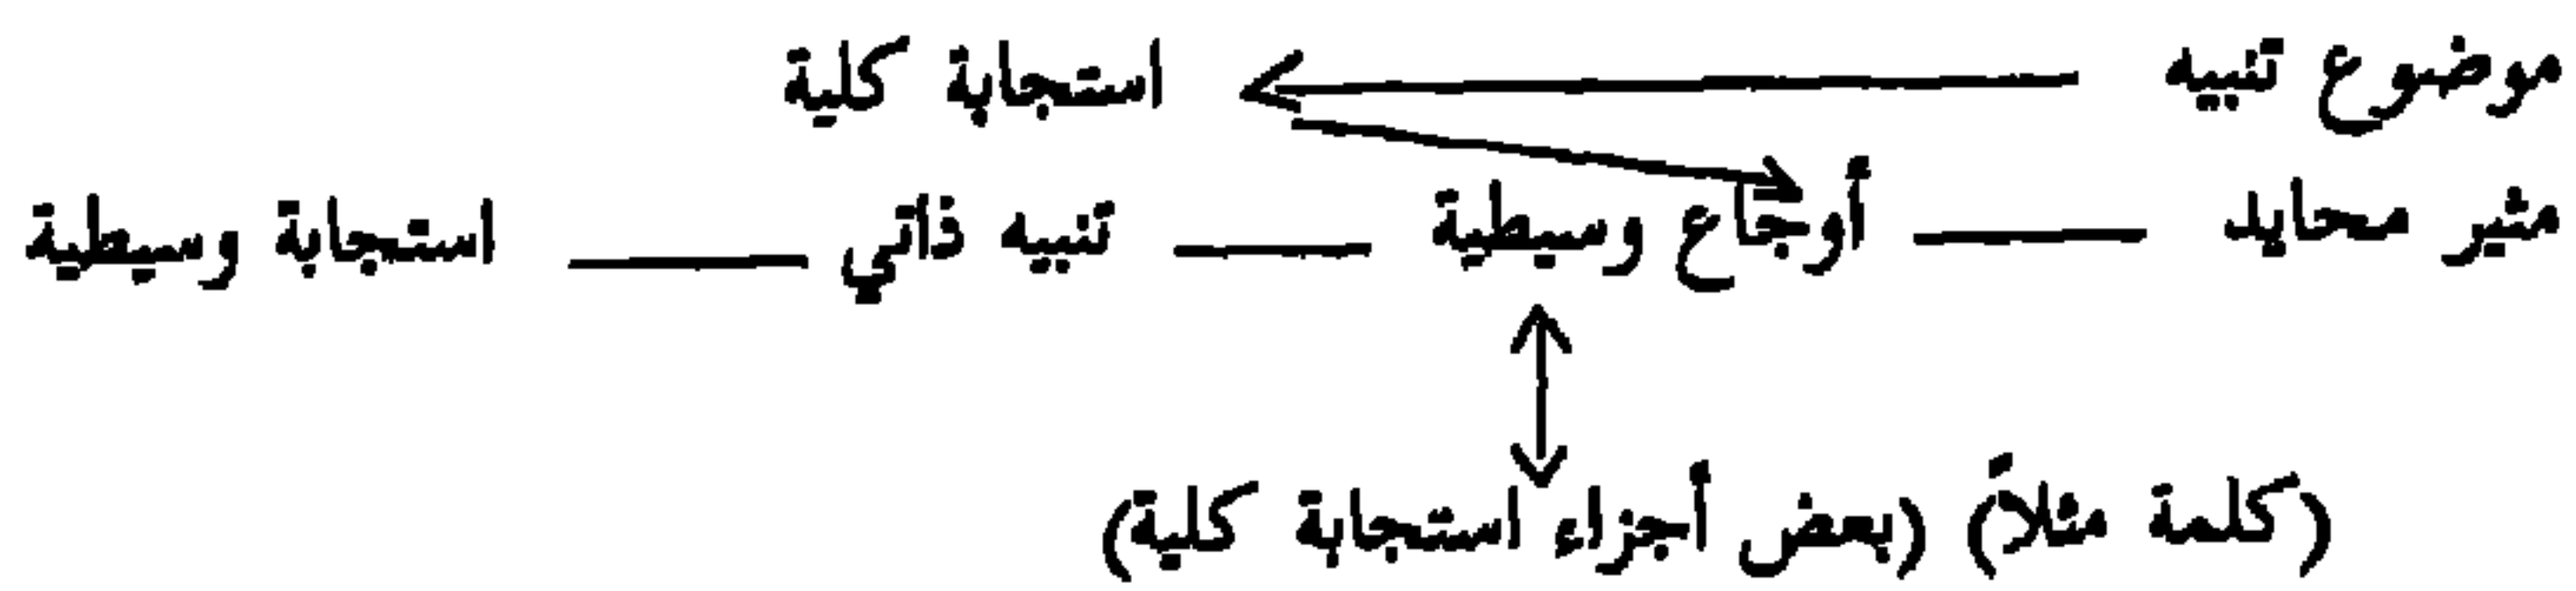 موضوع تنبيه استجابة كلية
مثير محايد أوجاع وسيطية تنبيه ذاتي استجابة وسيطية
(كلمة مثلاً) (بعض أجزاء استجابة كلية)